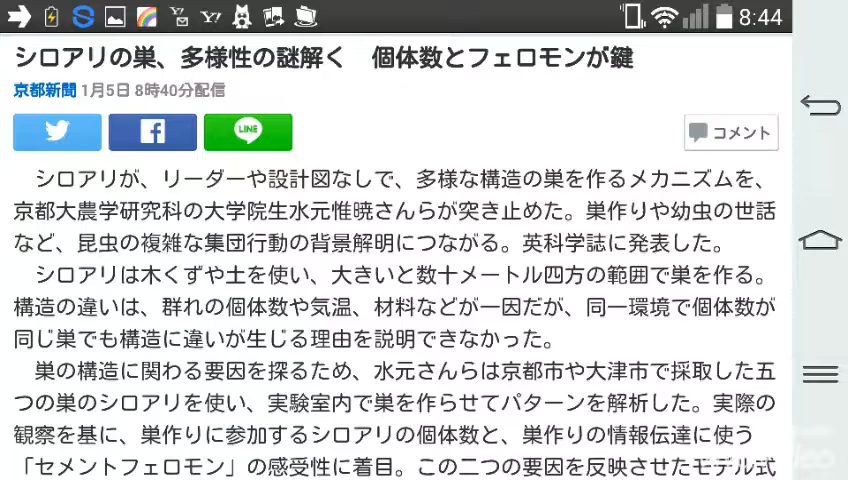 8:44
シロアリの巣、多様性の謎解く　個体数とフェロモンが鍵
京都新聞 1月5日 8時40分配信
LINE
コメント
シロアリが、リーダーや設計図なしで、多様な構造の巣を作るメカニズムを、
京都大農学研究科の大学院生水元惟暁さんらが突き止めた。巣作りや幼虫の世話
など、昆虫の複雑な集団行動の背景解明につながる。英科学誌に発表した。
シロアリは木くずや土を使い、大きいと数十メートル四方の範囲で巣を作る。
構造の違いは、群れの個体数や気温、材料などが一因だが、同一環境で個体数が
同じ巣でも構造に違いが生じる理由を説明できなかった。
巣の構造に関わる要因を探るため、水元さんらは京都市や大津市で採取した五
つの巣のシロアリを使い、実験室内で巣を作らせてパターンを解析した。実際の
観察を基に、巣作りに参加するシロアリの個体数と、巣作りの情報伝達に使う
「セメントフェロモン」の感受性に着目。この二つの要因を反映させたモデル式